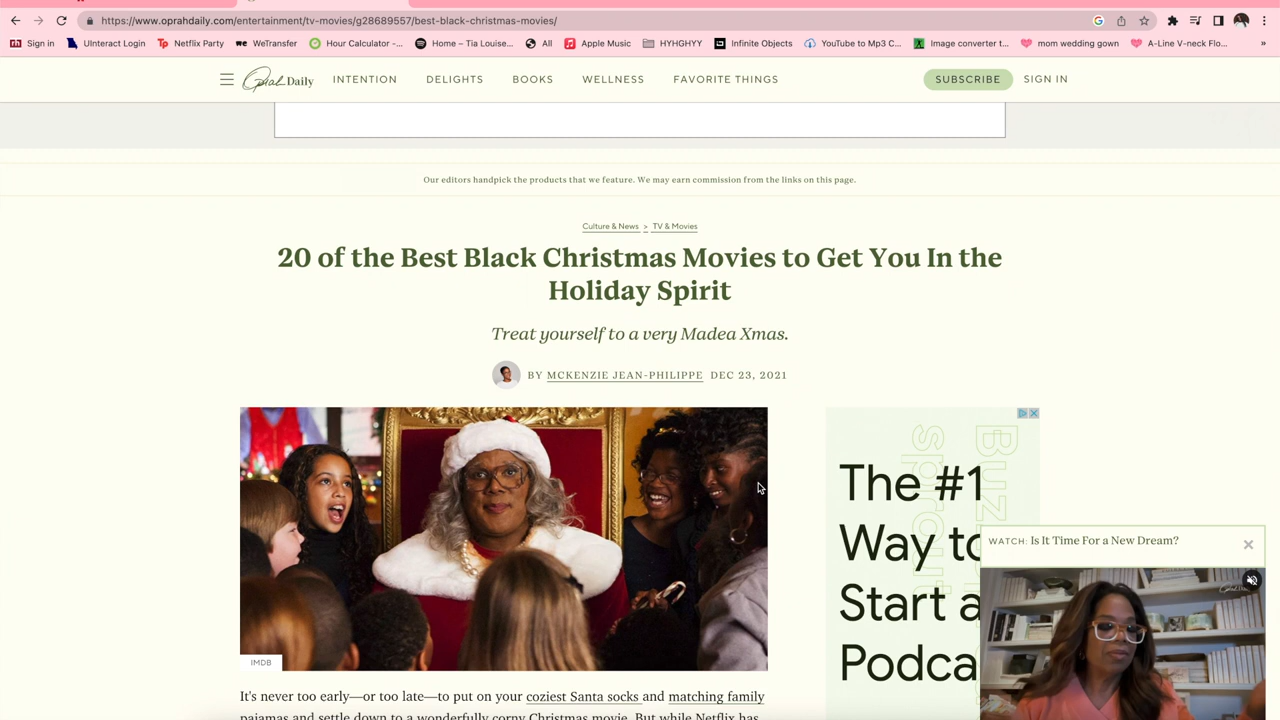 https://www.oprahdaily.com/entertainment/tv-movies/g28689557/best-black-christmas-movies/
Sign in UInteract Login Netflix Party WeTransfer Hour Calculator -... Home – Tia Louise... All Apple Music HYHGHYY Infinite Objects YouTube to Mp3 C... Image converter t... mom wedding gown A-Line V-neck Flo... »
Oprah Daily INTENTION DELIGHTS BOOKS WELLNESS FAVORITE THINGS SUBSCRIBE SIGN IN
Our editors handpick the products that we feature. We may earn commission from the links on this page.
Culture & News > TV & Movies
20 of the Best Black Christmas Movies to Get You In the
Holiday Spirit
Treat yourself to a very Madea Xmas.
BY MCKENZIE JEAN-PHILIPPE DEC 23, 2021
IMDB
It's never too early—or too late—to put on your coziest Santa socks and matching family
pajamas and settle down to a wonderfully corny Christmas movie. But while Netflix has
The #1
Way to
Start a
Podca
WATCH: Is It Time For a New Dream?